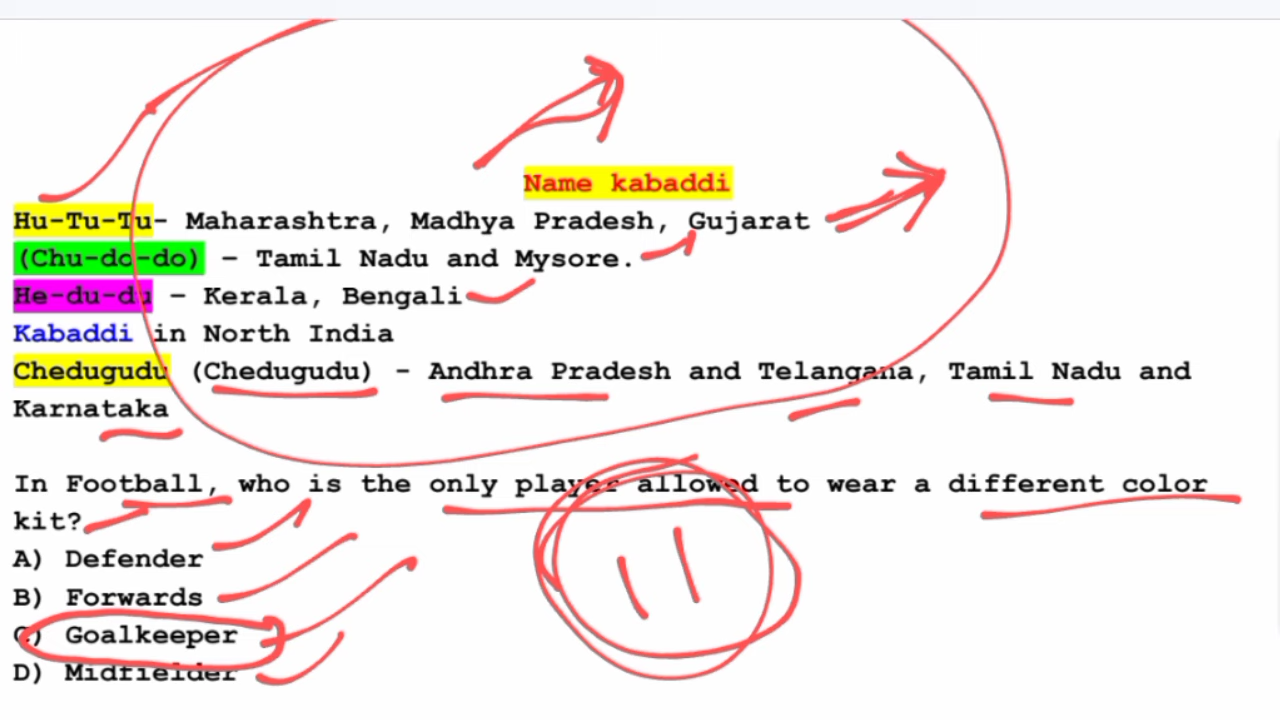 Name kabaddi
Hu-Tu-Tu- Maharashtra, Madhya Pradesh, Gujarat
(Chu-do-do) – Tamil Nadu and Mysore.
He-du-du – Kerala, Bengali
Kabaddi in North India
Chedugudu (Chedugudu) - Andhra Pradesh and Telangana, Tamil Nadu and
Karnataka
In Football, who is the only player allowed to wear a different color
kit?
A) Defender
B) Forwards
C) Goalkeeper
D) Midfielder
11